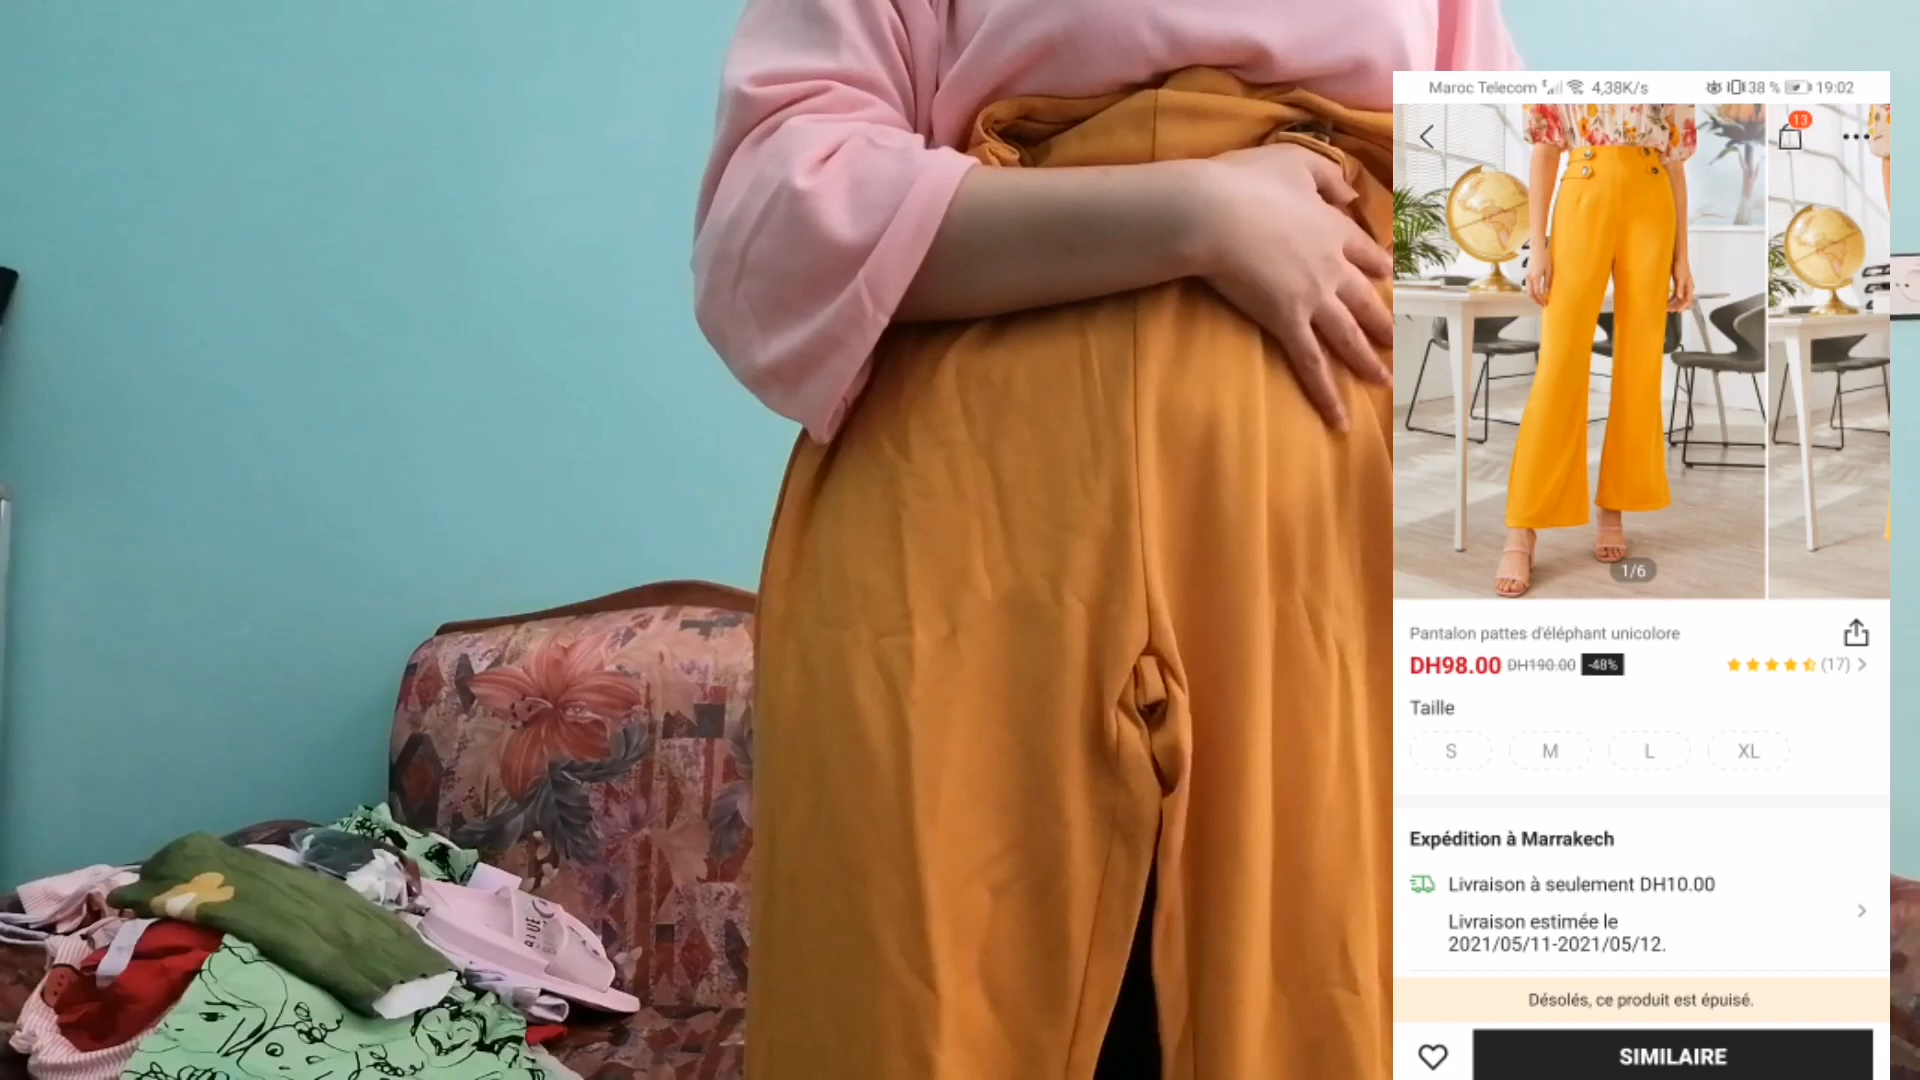 Maroc Telecom 4,38K/s 38 % 19:02
13
1/6
Pantalon pattes d'éléphant unicolore
DH98.00 DH190.00 -48% (17)
Taille
S M L XL
Expédition à Marrakech
Livraison à seulement DH10.00
Livraison estimée le
2021/05/11-2021/05/12.
Désolés, ce produit est épuisé.
SIMILAIRE